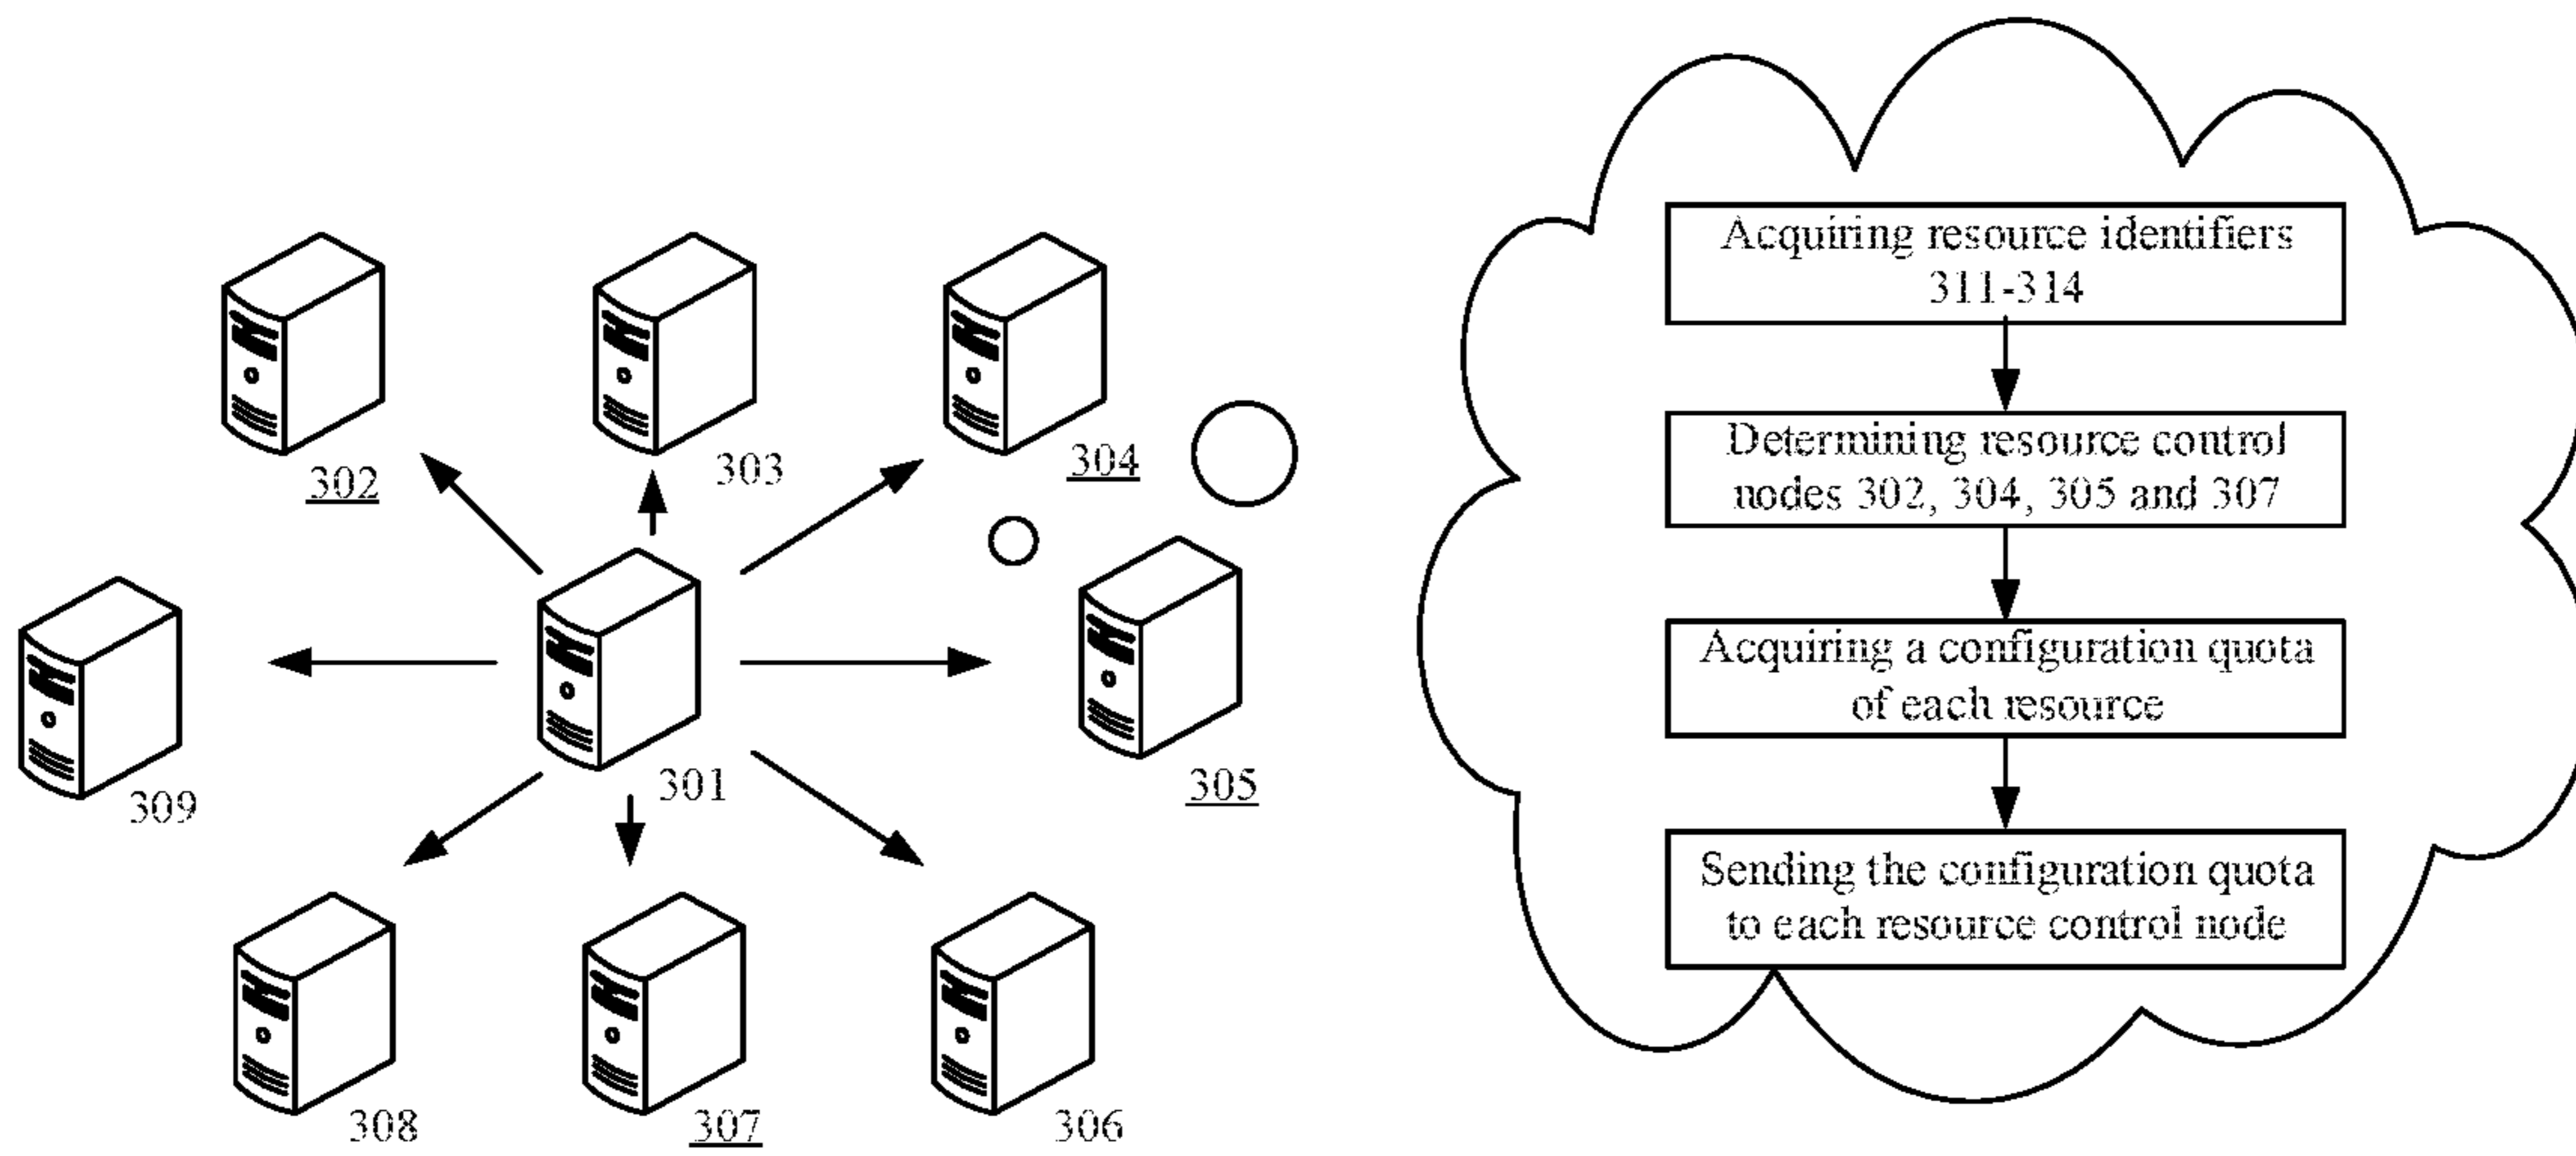 302
303
304
309
301
305
308
307
306
Acquiring resource identifiers
311-314
Determining resource control
nodes 302, 304, 305 and 307
Acquiring a configuration quota
of each resource
Sending the configuration quota
to each resource control node